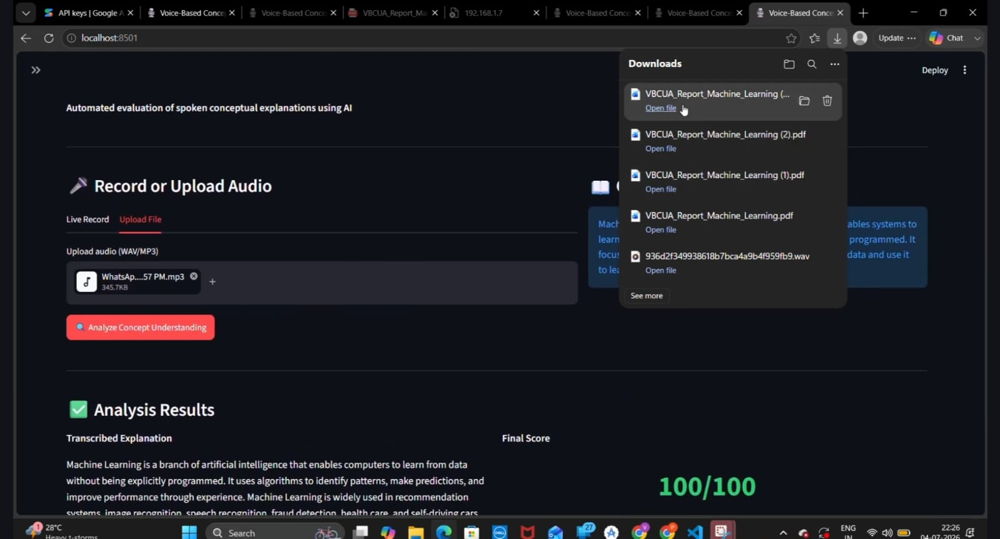 API keys | Google A
Voice-Based Conce
Voice-Based Conce
VBCUA_Report_Ma
192.168.1.7
Voice-Based Conce
Voice-Based Conce
Voice-Based Conce
localhost:8501
Update
Chat
Downloads
VBCUA_Report_Machine_Learning (...
Open file
VBCUA_Report_Machine_Learning (2).pdf
Open file
VBCUA_Report_Machine_Learning (1).pdf
Open file
VBCUA_Report_Machine_Learning.pdf
Open file
936d2f349938618b7bca4a9b4f959fb9.wav
Open file
See more
Deploy
Automated evaluation of spoken conceptual explanations using AI
Record or Upload Audio
Live Record Upload File
Upload audio (WAV/MP3)
WhatsAp....57 PM.mp3
345.7KB
Analyze Concept Understanding
Mach ables systems to
learn programmed. It
focus data and use it
to lea
Analysis Results
Transcribed Explanation
Machine Learning is a branch of artificial intelligence that enables computers to learn from data
without being explicitly programmed. It uses algorithms to identify patterns, make predictions, and
improve performance through experience. Machine Learning is widely used in recommendation
systems, image recognition, speech recognition, fraud detection, health care, and self-driving cars
Final Score
100/100
1
28°C
Heavy t-storms
Search
DELL
27
ENG
IN
22:26
04-07-2026